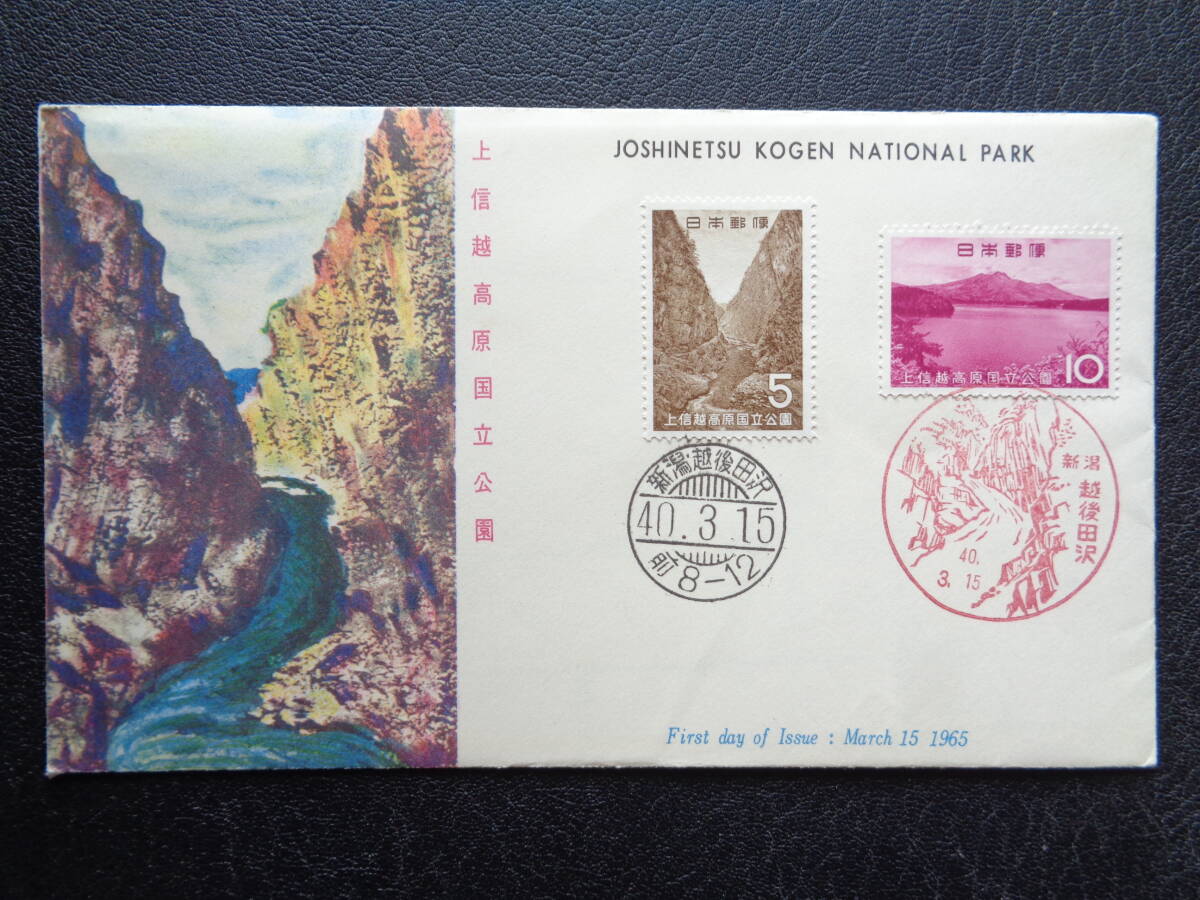 JOSHINETSU KOGEN NATIONAL PARK
上信越高原国立公園
日本郵便
5
上信越高原国立公園
日本郵便
上信越高原国立公園 10
新潟・越後田沢
40.3.15
前8-12
新潟
越後田沢
40.
3.15
First day of Issue : March 15 1965